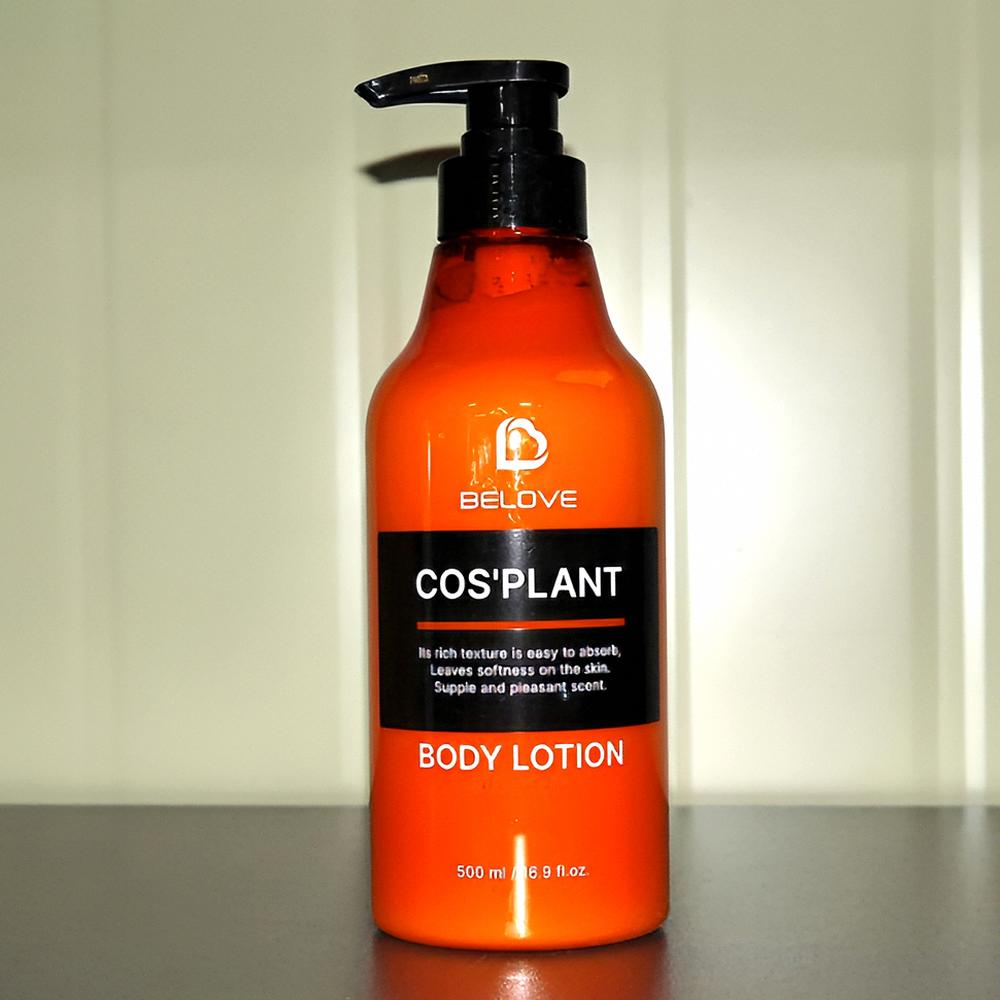 BELOVE
COS'PLANT
Its rich texture is easy to absorb,
Leaves softness on the skin.
Supple and pleasant scent.
BODY LOTION
500 ml / 16.9 fl.oz.